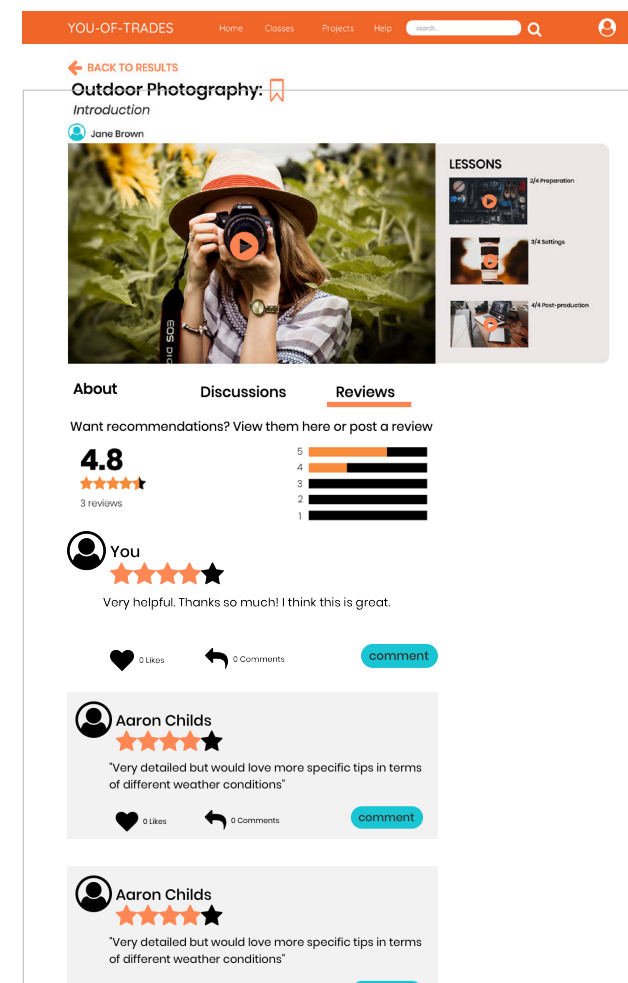 YOU-OF-TRADES Home Classes Projects Help search...
BACK TO RESULTS
Outdoor Photography:
Introduction
Jane Brown
Canon
EOS DIG
LESSONS
2/4 Preparation
3/4 Settings
4/4 Post-production
About Discussions Reviews
Want recommendations? View them here or post a review
4.8
3 reviews
5
4
3
2
1
You
Very helpful. Thanks so much! I think this is great.
0 Likes 0 Comments comment
Aaron Childs
"Very detailed but would love more specific tips in terms
of different weather conditions"
0 Likes 0 Comments comment
Aaron Childs
"Very detailed but would love more specific tips in terms
of different weather conditions"